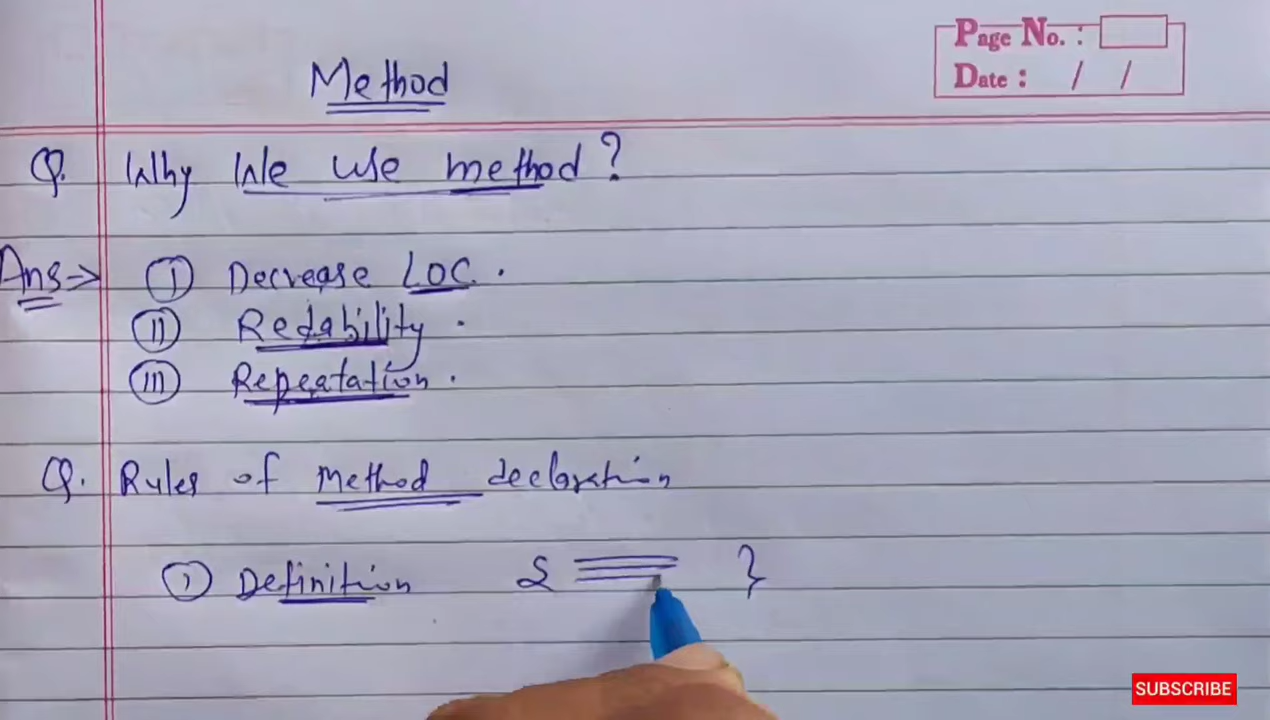 Page No. :
Date : / /
Method
Q. Why We use method?
Ans-> (I) Decrease LOC.
(II) Redability.
(III) Repeatation.
Q. Rules of Method declaration
(1) Definition { }
SUBSCRIBE